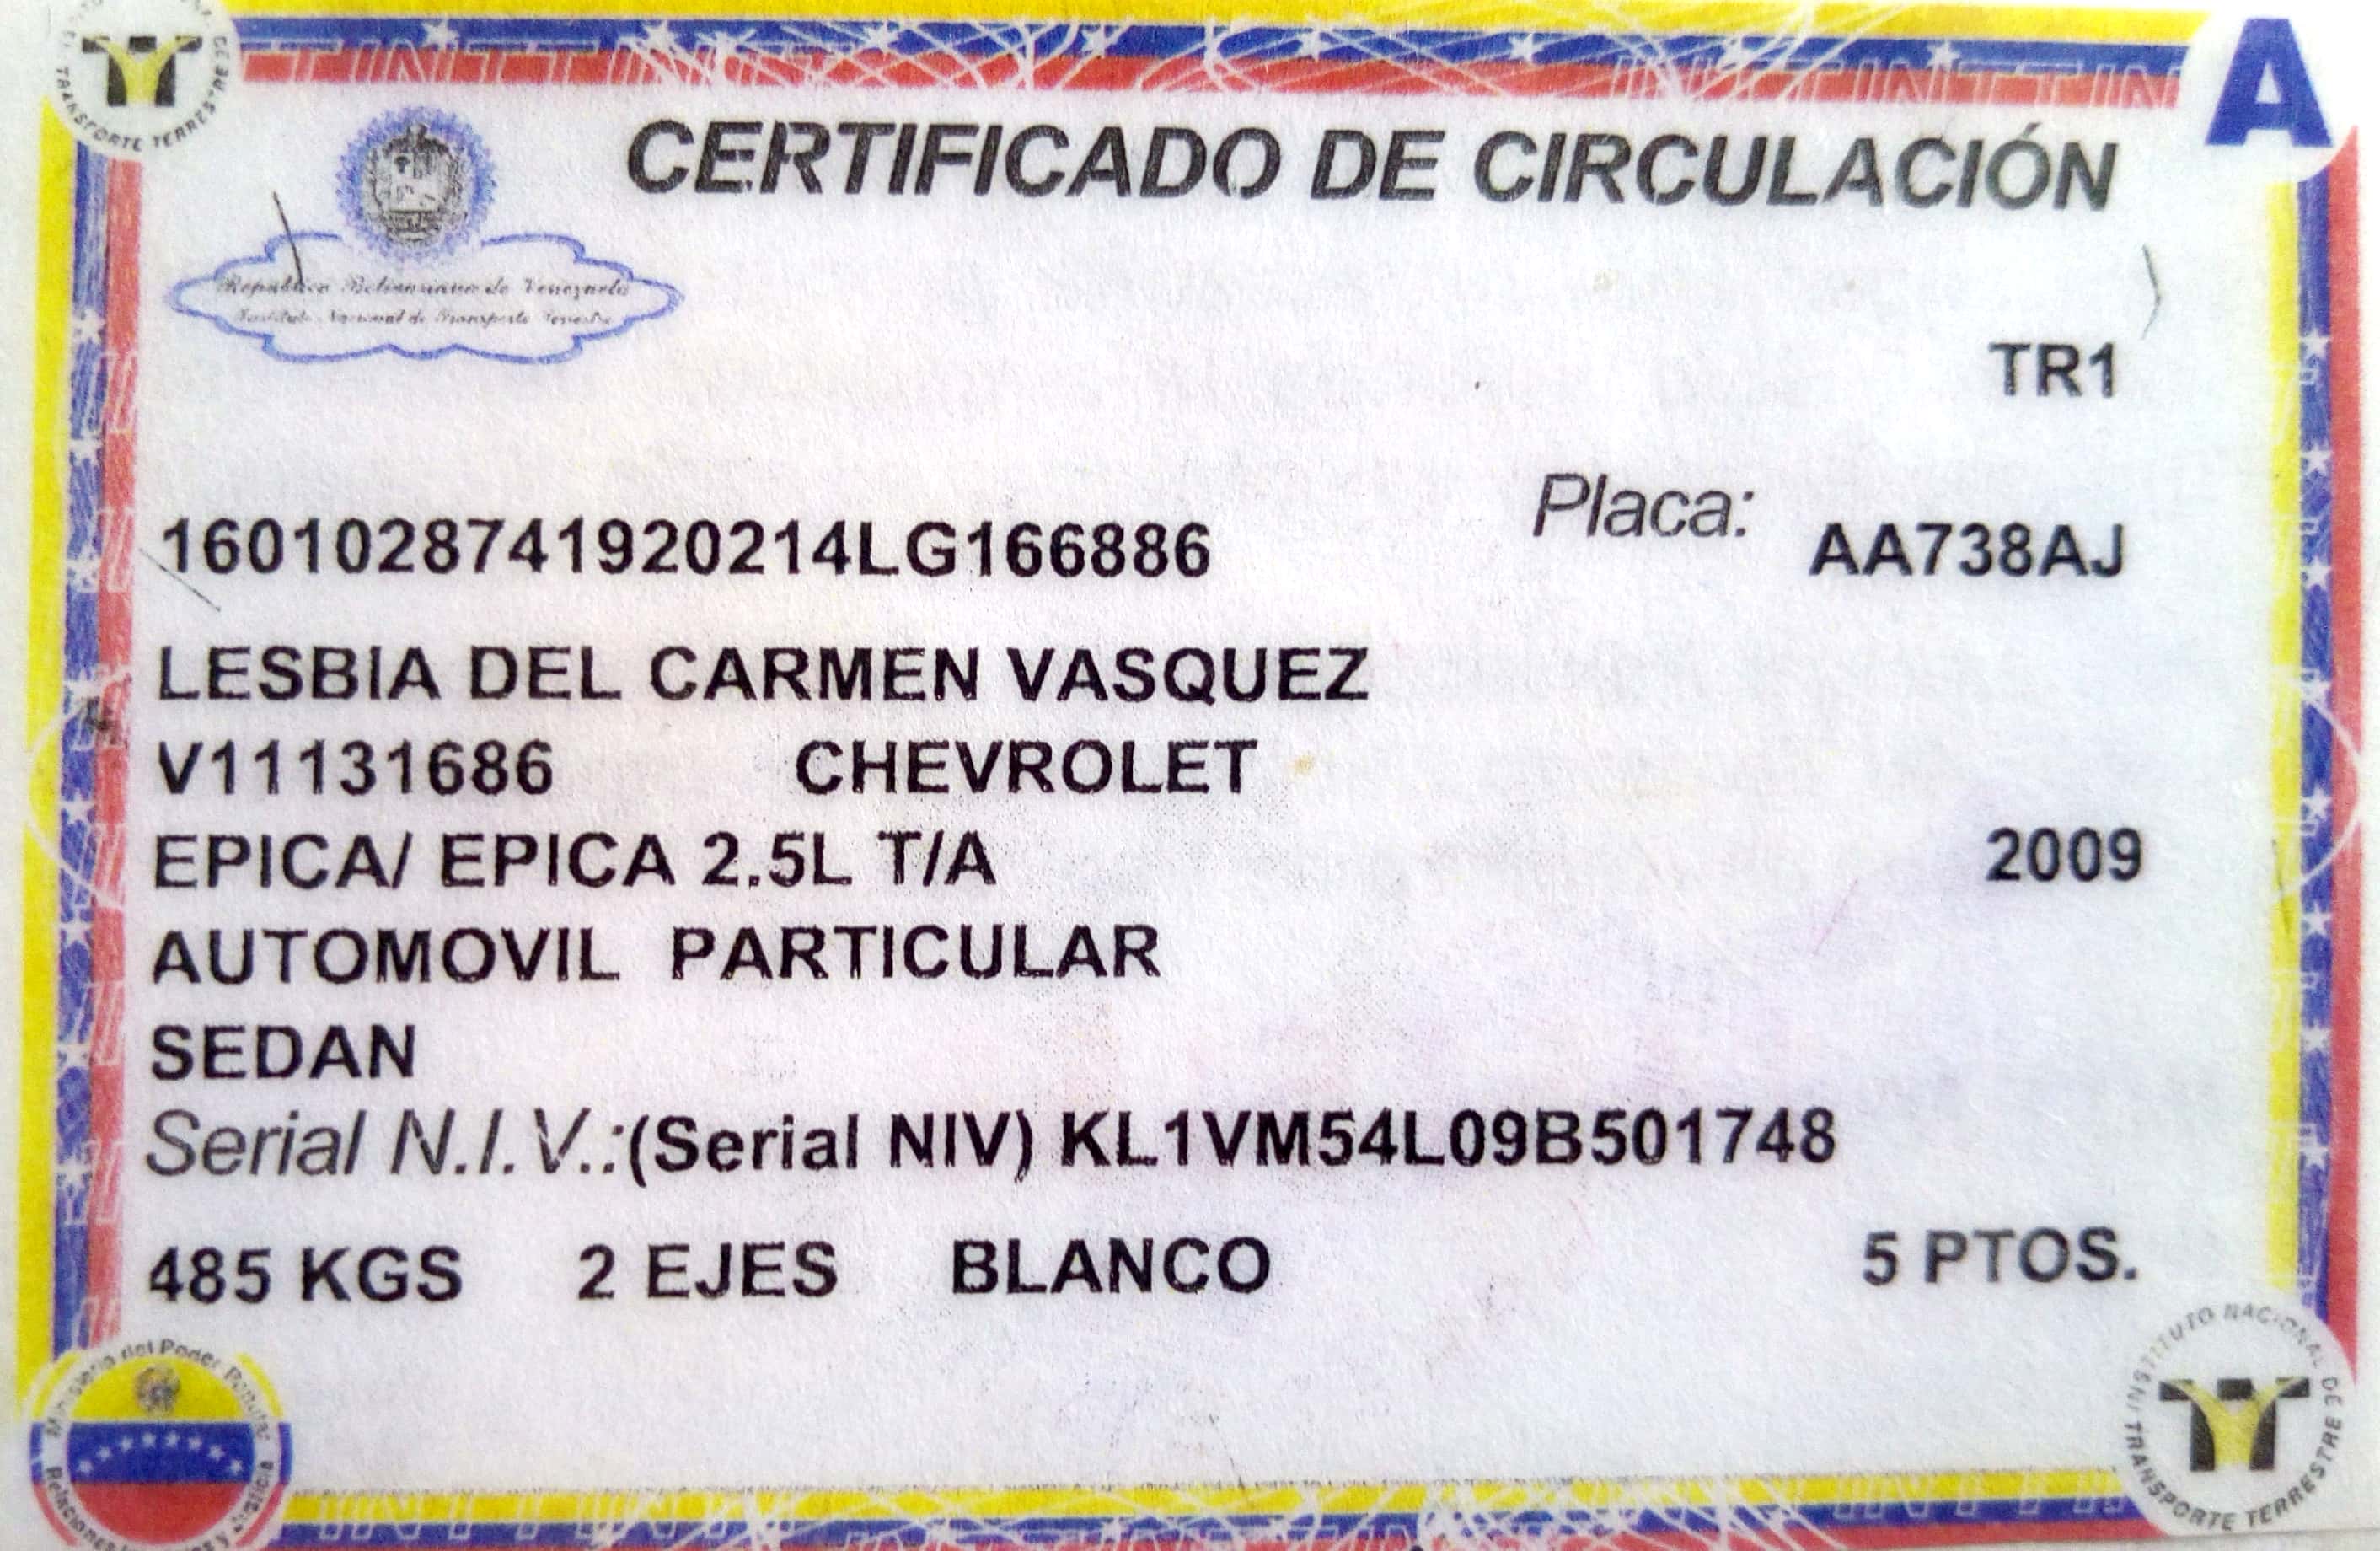 A
TRANSPORTE TERRESTRE DE
CERTIFICADO DE CIRCULACIÓN
República Bolivariana de Venezuela
Instituto Nacional de Transporte Terrestre
TR1
Placa: AA738AJ
160102874192021​4LG166886
LESBIA DEL CARMEN VASQUEZ
V11131686 CHEVROLET
EPICA/ EPICA 2.5L T/A 2009
AUTOMOVIL PARTICULAR
SEDAN
Serial N.I.V.:(Serial NIV) KL1VM54L09B501748
485 KGS 2 EJES BLANCO 5 PTOS.
Ministerio del Poder Popular
Relaciones y Justicia
INSTITUTO NACIONAL DE TRANSPORTE TERRESTRE